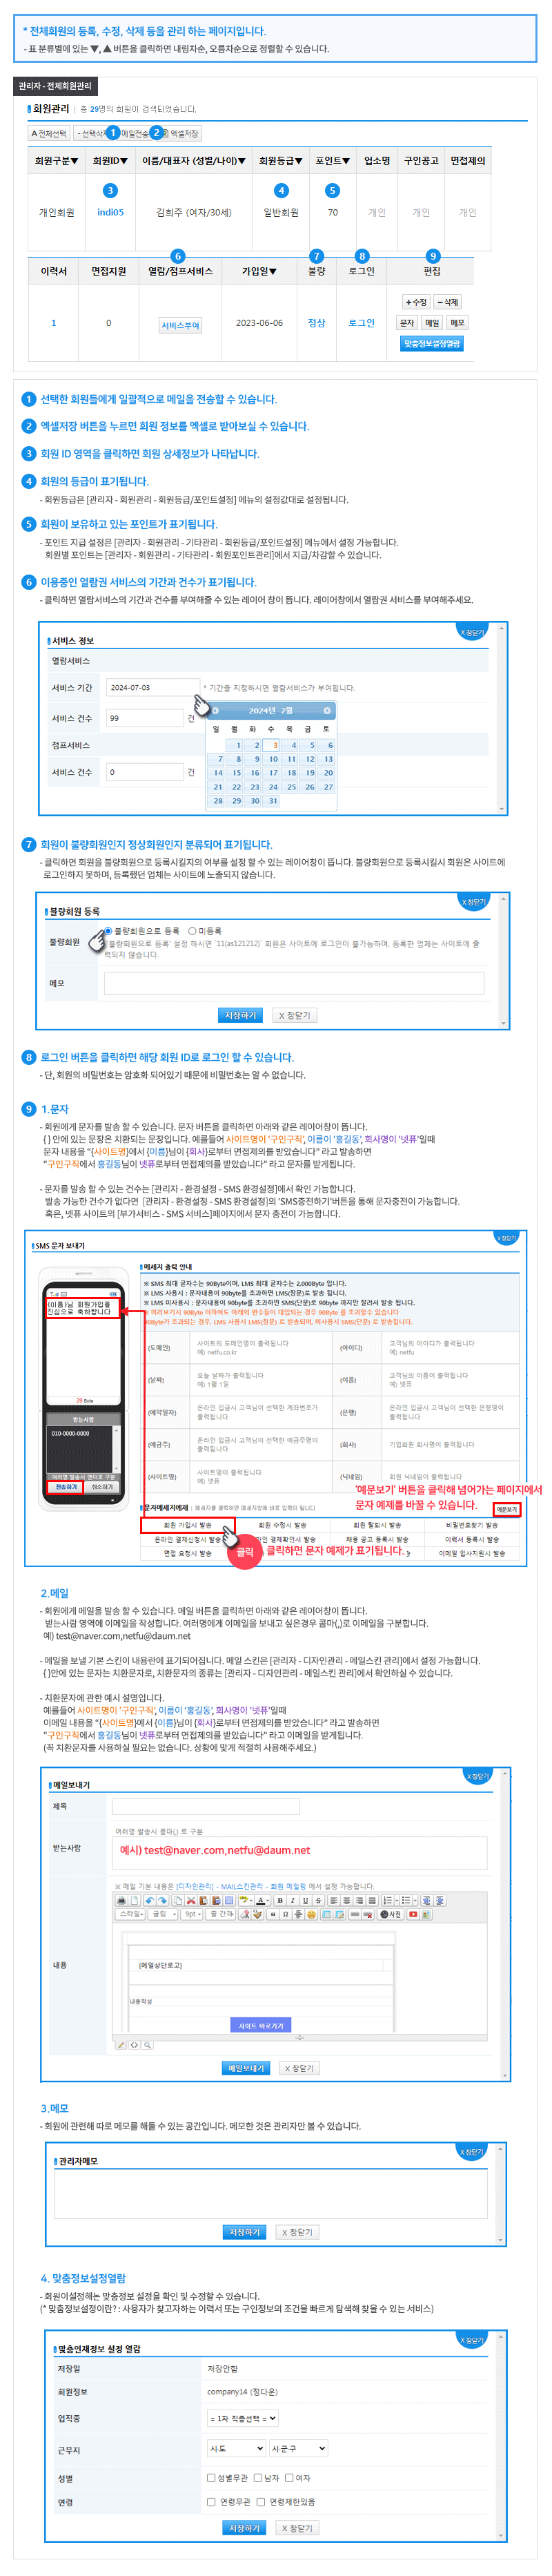 * 전체회원의 등록, 수정, 삭제 등을 관리 하는 페이지입니다.
- 표 분류별에 있는 ▼,▲ 버튼을 클릭하면 내림차순, 오름차순으로 정렬할 수 있습니다.
관리자 - 전체회원관리
회원관리 | 총 29명의 회원이 검색되었습니다.
A 전체선택 - 선택삭제 1 메일전송 2 엑셀저장
회원구분▼ 회원ID▼ 이름/대표자 (성별/나이)▼ 회원등급▼ 포인트▼ 업소명 구인공고 면접제의
3 4 5
개인회원 indi05 김희주 (여자/30세) 일반회원 70 개인 개인 개인
6 7 8 9
이력서 면접지원 열람/점프서비스 가입일▼ 불량 로그인 편집
+수정 -삭제
1 0 서비스부여 2023-06-06 정상 로그인 문자 메일 메모
맞춤정보설정열람
1 선택한 회원들에게 일괄적으로 메일을 전송할 수 있습니다.
2 엑셀저장 버튼을 누르면 회원 정보를 엑셀로 받아보실 수 있습니다.
3 회원 ID 영역을 클릭하면 회원 상세정보가 나타납니다.
4 회원의 등급이 표기됩니다.
- 회원등급은 [관리자 - 회원관리 - 회원등급/포인트설정] 메뉴의 설정값대로 설정됩니다.
5 회원이 보유하고 있는 포인트가 표기됩니다.
- 포인트 지급 설정은 [관리자 - 회원관리 - 기타관리 - 회원등급/포인트설정] 메뉴에서 설정 가능합니다.
회원별 포인트는 [관리자 - 회원관리 - 기타관리 - 회원포인트관리]에서 지급/차감할 수 있습니다.
6 이용중인 열람권 서비스의 기간과 건수가 표기됩니다.
- 클릭하면 열람서비스의 기간과 건수를 부여해줄 수 있는 레이어 창이 뜹니다. 레이어창에서 열람권 서비스를 부여해주세요.
X 창닫기
서비스 정보
열람서비스
서비스 기간 2024-07-03 * 기간을 지정하시면 열람서비스가 부여됩니다.
2024년 7월
서비스 건수 99 건
일 월 화 수 목 금 토
점프서비스
1 2 3 4 5 6
7 8 9 10 11 12 13
서비스 건수 0 건
14 15 16 17 18 19 20
21 22 23 24 25 26 27
28 29 30 31
7 회원이 불량회원인지 정상회원인지 분류되어 표기됩니다.
- 클릭하면 회원을 불량회원으로 등록시킬지의 여부를 설정 할 수 있는 레이어창이 뜹니다. 불량회원으로 등록시킬시 회원은 사이트에
로그인하지 못하며, 등록했던 업체는 사이트에 노출되지 않습니다.
X 창닫기
불량회원 등록
불량회원 불량회원으로 등록 미등록
'불량회원으로 등록' 설정 하시면 `11(as121212)` 회원은 사이트에 로그인이 불가능하며, 등록한 업체는 사이트에 출
력되지 않습니다.
메모
저장하기 X 창닫기
8 로그인 버튼을 클릭하면 해당 회원 ID로 로그인 할 수 있습니다.
- 단, 회원의 비밀번호는 암호화 되어있기 때문에 비밀번호는 알 수 없습니다.
9 1.문자
- 회원에게 문자를 발송 할 수 있습니다. 문자 버튼을 클릭하면 아래와 같은 레이어창이 뜹니다.
{ } 안에 있는 문장은 치환되는 문장입니다. 예를들어 사이트명이 '구인구직', 이름이 '홍길동', 회사명이 '넷퓨'일때
문자 내용을 "{사이트명}에서 {이름}님이 {회사}로부터 면접제의를 받았습니다" 라고 발송하면
"구인구직에서 홍길동님이 넷퓨로부터 면접제의를 받았습니다" 라고 문자를 받게됩니다.
- 문자를 발송 할 수 있는 건수는 [관리자 - 환경설정 - SMS 환경설정]에서 확인 가능합니다.
발송 가능한 건수가 없다면 [관리자 - 환경설정 - SMS 환경설정]의 'SMS충전하기'버튼을 통해 문자충전이 가능합니다.
혹은, 넷퓨 사이트의 [부가서비스 - SMS 서비스]페이지에서 문자 충전이 가능합니다.
X 창닫기
SMS 문자 보내기
메세지 출력 안내
※ SMS 최대 글자수는 90Byte이며, LMS 최대 글자수는 2,000Byte 입니다.
※ LMS 사용시 : 문자내용이 90byte를 초과하면 LMS(장문)로 발송 됩니다.
※ LMS 미사용시 : 문자내용이 90byte를 초과하면 SMS(단문)로 90byte 까지만 잘려서 발송 됩니다.
미리보기시 90Byte 이하여도 아래의 변수들이 대입되는 경우 90Byte 를 초과할수 있습니다
90Byte가 초과되는 경우, LMS 사용시 LMS(장문) 로 발송되며, 미사용시 SMS(단문) 로 발송됩니다.
{이름}님 회원가입을
진심으로 축하합니다
39 Byte
받는사람
010-0000-0000
여러명 발송시 엔터로 구분
전송하기 취소하기
{도메인} 사이트의 도메인명이 출력됩니다
예) netfu.co.kr
{아이디} 고객님의 아이디가 출력됩니다
예) netfu
{날짜} 오늘 날짜가 출력됩니다
예) 1월 1일
{이름} 고객님의 이름이 출력됩니다
예) 넷퓨
{예약일자} 온라인 입금시 고객님이 선택한 계좌번호가
출력됩니다
{은행} 온라인 입금시 고객님이 선택한 은행명이
출력됩니다
{예금주} 온라인 입금시 고객님이 선택한 예금주명이
출력됩니다
{회사} 기업회원 회사명이 출력됩니다
{사이트명} 사이트명이 출력됩니다
예) 넷퓨
{닉네임} 회원 닉네임이 출력됩니다
'예문보기' 버튼을 클릭해 넘어가는 페이지에서
문자 예제를 바꿀 수 있습니다.
예문보기
문자메세지예제 | 메세지를 클릭하면 메세지창에 바로 입력이 됩니다
회원 가입시 발송 회원 수정시 발송 회원 탈퇴시 발송 비밀번호찾기 발송
온라인 결제신청시 발송 온라인 결제확인시 발송 채용 공고 등록시 발송 이력서 등록시 발송
면접 요청시 발송 이메일 입사지원시 발송
클릭 클릭하면 문자 예제가 표기됩니다.
2.메일
- 회원에게 메일을 발송 할 수 있습니다. 메일 버튼을 클릭하면 아래와 같은 레이어창이 뜹니다.
받는사람 영역에 이메일을 작성합니다. 여러명에게 이메일을 보내고 싶은경우 콤마(,)로 이메일을 구분합니다.
예) test@naver.com,netfu@daum.net
- 메일을 보낼 기본 스킨이 내용란에 표기되어집니다. 메일 스킨은 [관리자 - 디자인관리 - 메일스킨 관리]에서 설정 가능합니다.
{ }안에 있는 문자는 치환문자로, 치환문자의 종류는 [관리자 - 디자인관리 - 메일스킨 관리]에서 확인하실 수 있습니다.
- 치환문자에 관한 예시 설명입니다.
예를들어 사이트명이 '구인구직', 이름이 '홍길동', 회사명이 '넷퓨'일때
이메일 내용을 "{사이트명}에서 {이름}님이 {회사}로부터 면접제의를 받았습니다" 라고 발송하면
"구인구직에서 홍길동님이 넷퓨로부터 면접제의를 받았습니다" 라고 이메일을 받게됩니다.
(꼭 치환문자를 사용하실 필요는 없습니다. 상황에 맞게 적절히 사용해주세요.)
X 창닫기
메일보내기
제목
여러명 발송시 콤마(,) 로 구분
받는사람 예시) test@naver.com,netfu@daum.net
※ 메일 기본 내용은 [디자인관리] - MAIL스킨관리 - 회원 메일링 에서 설정 가능합니다.
스타일 굴림 9pt 줄 간격 사진
{메일상단로고}
내용 내용작성
사이트 바로가기
메일보내기 X 창닫기
3.메모
- 회원에 관련해 따로 메모를 해둘 수 있는 공간입니다. 메모한 것은 관리자만 볼 수 있습니다.
X 창닫기
관리자메모
저장하기 X 창닫기
4. 맞춤정보설정열람
- 회원이설정해논 맞춤정보 설정을 확인 및 수정할 수 있습니다.
(* 맞춤정보설정이란? : 사용자가 찾고자하는 이력서 또는 구인정보의 조건을 빠르게 탐색해 찾을 수 있는 서비스)
X 창닫기
맞춤인재정보 설정 열람
저장일 저장안함
회원정보 company14 (정다운)
업직종 = 1차 직종선택 =
근무지 시·도 시·군·구
성별 성별무관 남자 여자
연령 연령무관 연령제한있음
저장하기 X 창닫기